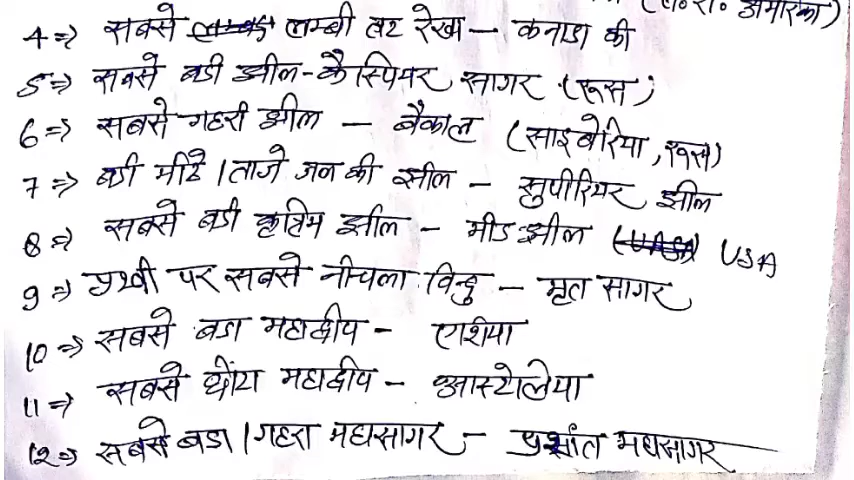 (सं. रा. अमेरिका)
4 => सबसे लम्बी तट रेखा - कनाडा की
5 => सबसे बडी झील - कैस्पियर सागर (रूस)
6 => सबसे गहरी झील - बैकाल (साइबेरिया, रूस)
7 => बडी मीठे / ताजे जल की झील - सुपीरियर झील
8 => सबसे बडी कृत्रिम झील - मीड झील USA
9 => पृथ्वी पर सबसे नीचला विन्दु - मृत सागर
10 => सबसे बडा महाद्वीप - एशिया
11 => सबसे छोटा महाद्वीप - आस्टेलिया
12 => सबसे बडा / गहरा महासागर - प्रशांत महासागर